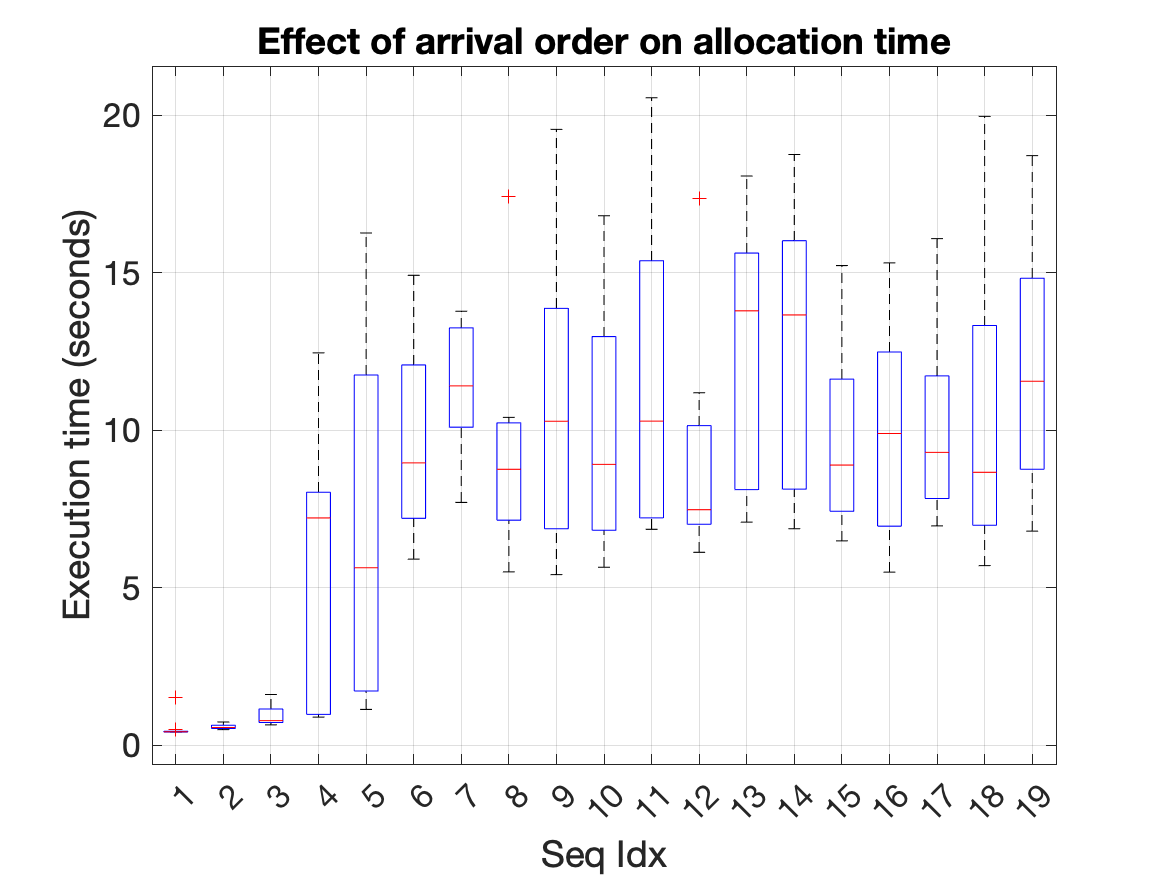 Effect of arrival order on allocation time
Execution time (seconds)
20
15
10
5
0
1 2 3 4 5 6 7 8 9 10 11 12 13 14 15 16 17 18 19
Seq Idx